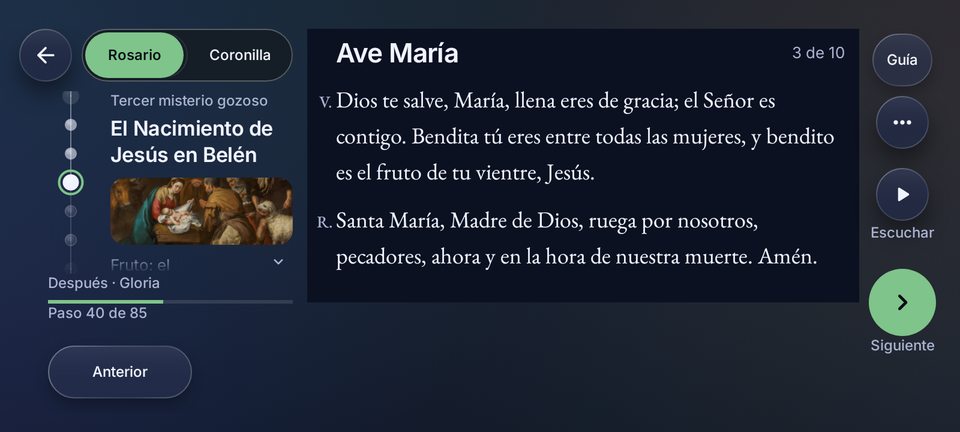 Rosario
Coronilla
Tercer misterio gozoso
El Nacimiento de
Jesús en Belén
Fruto: el
Después · Gloria
Paso 40 de 85
Anterior
Ave María
3 de 10
V. Dios te salve, María, llena eres de gracia; el Señor es
contigo. Bendita tú eres entre todas las mujeres, y bendito
es el fruto de tu vientre, Jesús.
R. Santa María, Madre de Dios, ruega por nosotros,
pecadores, ahora y en la hora de nuestra muerte. Amén.
Guía
Escuchar
Siguiente